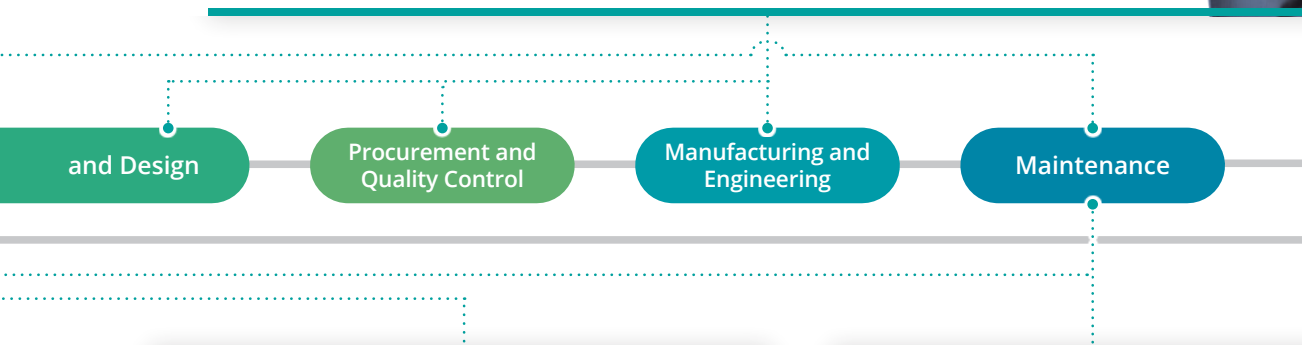 and Design
Procurement and
Quality Control
Manufacturing and
Engineering
Maintenance